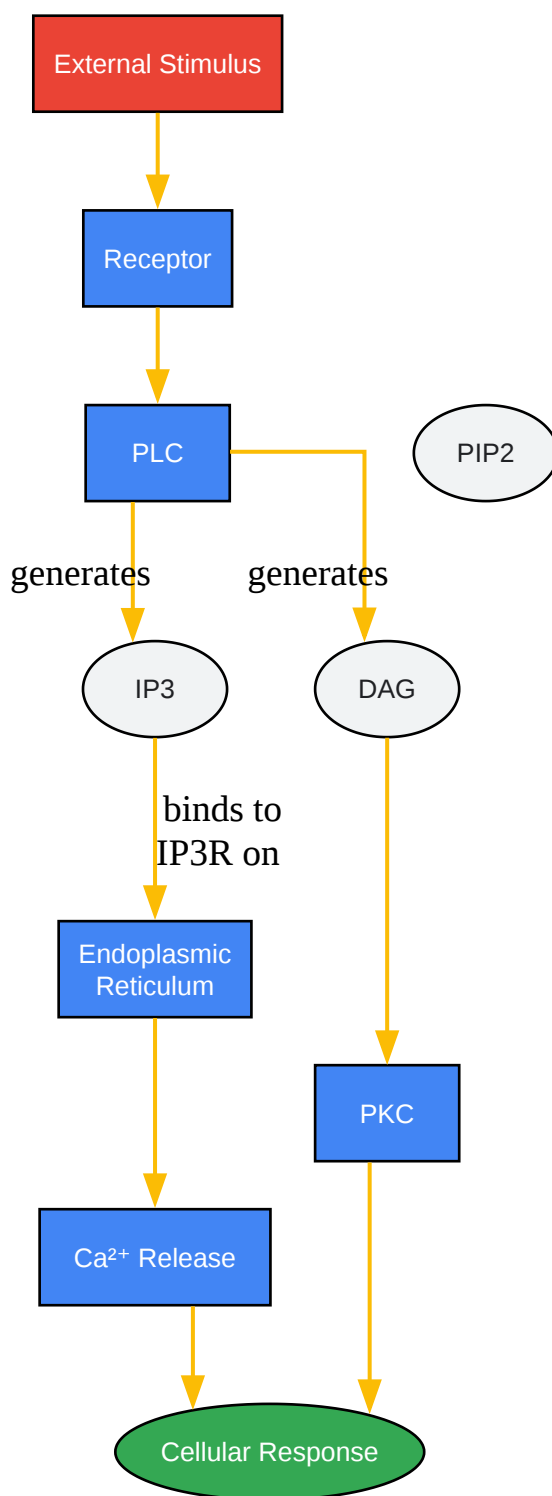 External Stimulus
Receptor
PLC
PIP2
generates
generates
IP3
DAG
binds to
IP3R on
Endoplasmic
Reticulum
PKC
Ca²⁺ Release
Cellular Response